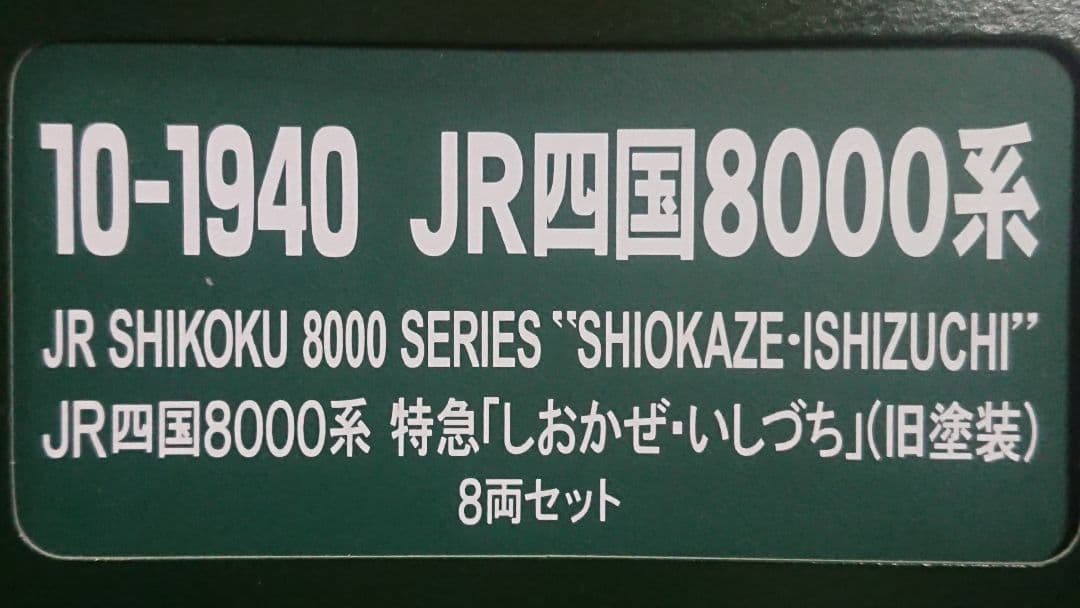 10-1940 JR四国8000系
JR SHIKOKU 8000 SERIES “SHIOKAZE・ISHIZUCHI”
JR四国8000系 特急「しおかぜ・いしづち」(旧塗装)
8両セット